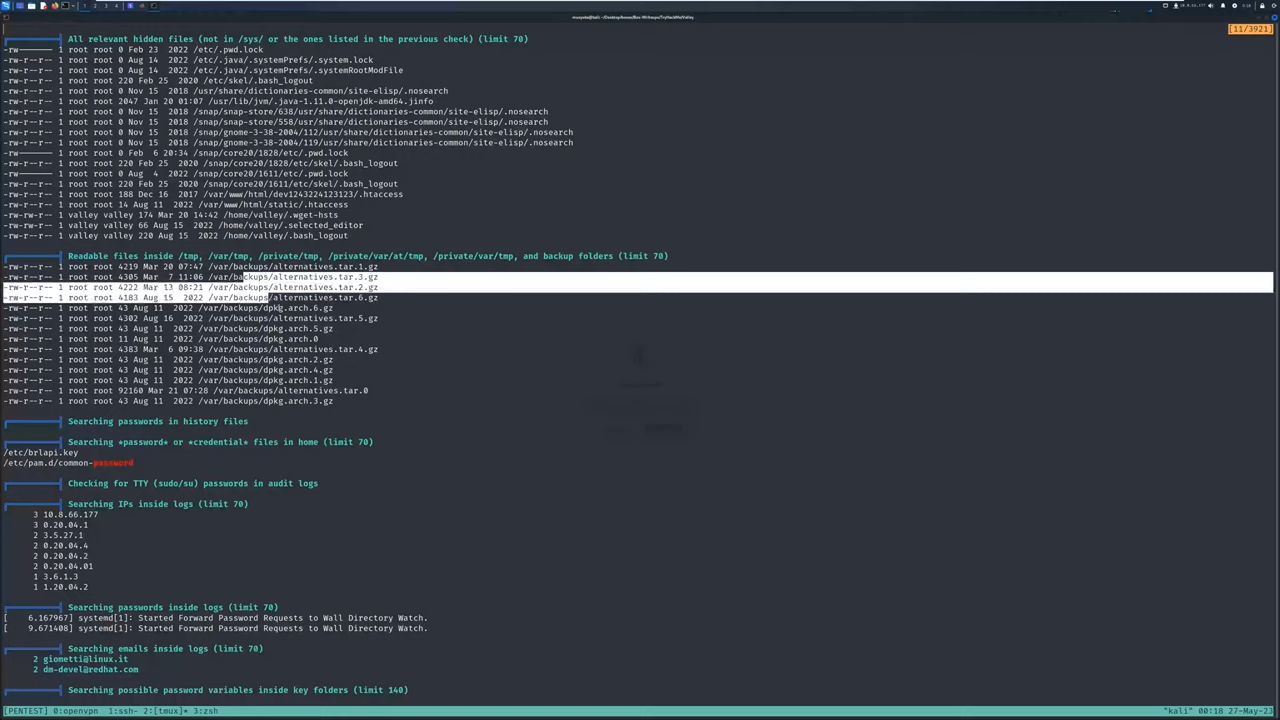 1 2 3 4
musyoka@kali: ~/Desktop/boxes/Box-Writeups/TryHackMe/Valley
[11/3921]
All relevant hidden files (not in /sys/ or the ones listed in the previous check) (limit 70)
-rw------- 1 root root 0 Feb 23  2022 /etc/.pwd.lock
-rw-r--r-- 1 root root 0 Aug 14  2022 /etc/.java/.systemPrefs/.system.lock
-rw-r--r-- 1 root root 0 Aug 14  2022 /etc/.java/.systemPrefs/.systemRootModFile
-rw-r--r-- 1 root root 220 Feb 25  2020 /etc/skel/.bash_logout
-rw-r--r-- 1 root root 0 Nov 15  2018 /usr/share/dictionaries-common/site-elisp/.nosearch
-rw-r--r-- 1 root root 2047 Jan 20 01:07 /usr/lib/jvm/.java-1.11.0-openjdk-amd64.jinfo
-rw-r--r-- 1 root root 0 Nov 15  2018 /snap/snap-store/638/usr/share/dictionaries-common/site-elisp/.nosearch
-rw-r--r-- 1 root root 0 Nov 15  2018 /snap/snap-store/558/usr/share/dictionaries-common/site-elisp/.nosearch
-rw-r--r-- 1 root root 0 Nov 15  2018 /snap/gnome-3-38-2004/112/usr/share/dictionaries-common/site-elisp/.nosearch
-rw-r--r-- 1 root root 0 Nov 15  2018 /snap/gnome-3-38-2004/119/usr/share/dictionaries-common/site-elisp/.nosearch
-rw------- 1 root root 0 Feb  6 20:34 /snap/core20/1828/etc/.pwd.lock
-rw-r--r-- 1 root root 220 Feb 25  2020 /snap/core20/1828/etc/skel/.bash_logout
-rw------- 1 root root 0 Aug  4  2022 /snap/core20/1611/etc/.pwd.lock
-rw-r--r-- 1 root root 220 Feb 25  2020 /snap/core20/1611/etc/skel/.bash_logout
-rw-r--r-- 1 root root 188 Dec 16  2017 /var/www/html/dev1243224123123/.htaccess
-rw-r--r-- 1 root root 14 Aug 11  2022 /var/www/html/static/.htaccess
-rw-r--r-- 1 valley valley 174 Mar 20 14:42 /home/valley/.wget-hsts
-rw-r--r-- 1 valley valley 66 Aug 15  2022 /home/valley/.selected_editor
-rw-r--r-- 1 valley valley 220 Aug 15  2022 /home/valley/.bash_logout
Readable files inside /tmp, /var/tmp, /private/tmp, /private/var/at/tmp, /private/var/tmp, and backup folders (limit 70)
-rw-r--r-- 1 root root 4219 Mar 20 07:47 /var/backups/alternatives.tar.1.gz
-rw-r--r-- 1 root root 4305 Mar  7 11:06 /var/backups/alternatives.tar.3.gz
-rw-r--r-- 1 root root 4222 Mar 13 08:21 /var/backups/alternatives.tar.2.gz
-rw-r--r-- 1 root root 4183 Aug 15  2022 /var/backups/alternatives.tar.6.gz
-rw-r--r-- 1 root root 43 Aug 11  2022 /var/backups/dpkg.arch.6.gz
-rw-r--r-- 1 root root 4302 Aug 16  2022 /var/backups/alternatives.tar.5.gz
-rw-r--r-- 1 root root 43 Aug 11  2022 /var/backups/dpkg.arch.5.gz
-rw-r--r-- 1 root root 11 Aug 11  2022 /var/backups/dpkg.arch.0
-rw-r--r-- 1 root root 4383 Mar  6 09:38 /var/backups/alternatives.tar.4.gz
-rw-r--r-- 1 root root 43 Aug 11  2022 /var/backups/dpkg.arch.2.gz
-rw-r--r-- 1 root root 43 Aug 11  2022 /var/backups/dpkg.arch.4.gz
-rw-r--r-- 1 root root 43 Aug 11  2022 /var/backups/dpkg.arch.1.gz
-rw-r--r-- 1 root root 92160 Mar 21 07:28 /var/backups/alternatives.tar.0
-rw-r--r-- 1 root root 43 Aug 11  2022 /var/backups/dpkg.arch.3.gz
Searching passwords in history files
Searching *password* or *credential* files in home (limit 70)
/etc/brlapi.key
/etc/pam.d/common-password
Checking for TTY (sudo/su) passwords in audit logs
Searching IPs inside logs (limit 70)
3 10.8.66.177
3 0.20.04.1
2 3.5.27.1
2 0.20.04.4
2 0.20.04.2
2 0.20.04.01
1 3.6.1.3
1 1.20.04.2
Searching passwords inside logs (limit 70)
[    6.167967] systemd[1]: Started Forward Password Requests to Wall Directory Watch.
[    9.671408] systemd[1]: Started Forward Password Requests to Wall Directory Watch.
Searching emails inside logs (limit 70)
2 giometti@linux.it
2 dm-devel@redhat.com
Searching possible password variables inside key folders (limit 140)
[PENTEST] 0:openvpn  1:ssh- 2:[tmux]* 3:zsh "kali" 00:18 27-May-23